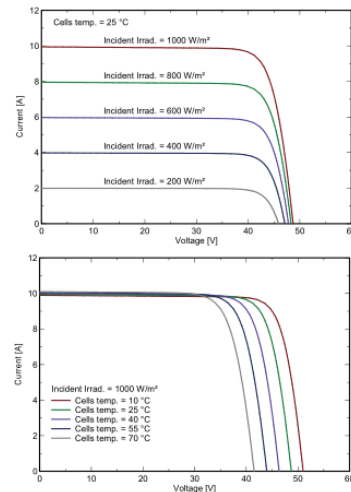 Cells temp. = 25 °C
Incident Irrad. = 1000 W/m²
Incident Irrad. = 800 W/m²
Incident Irrad. = 600 W/m²
Incident Irrad. = 400 W/m²
Incident Irrad. = 200 W/m²
Current [A]
12
10
8
6
4
2
0
0 10 20 30 40 50 60
Voltage [V]
Incident Irrad. = 1000 W/m²
Cells temp. = 10 °C
Cells temp. = 25 °C
Cells temp. = 40 °C
Cells temp. = 55 °C
Cells temp. = 70 °C
Current [A]
12
10
8
6
4
2
0
0 10 20 30 40 50 60
Voltage [V]